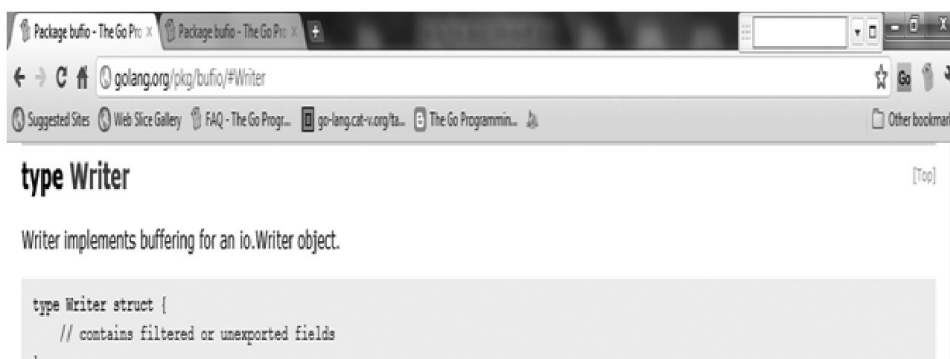 Package bufio - The Go Pro × Package bufio - The Go Pro × +
golang.org/pkg/bufio/#Writer Go
Suggested Sites Web Slice Gallery FAQ - The Go Progr... go-lang.cat-v.org/ta... The Go Programmin... Other bookmar
type Writer [Top]
Writer implements buffering for an io.Writer object.
type Writer struct {
// contains filtered or unexported fields